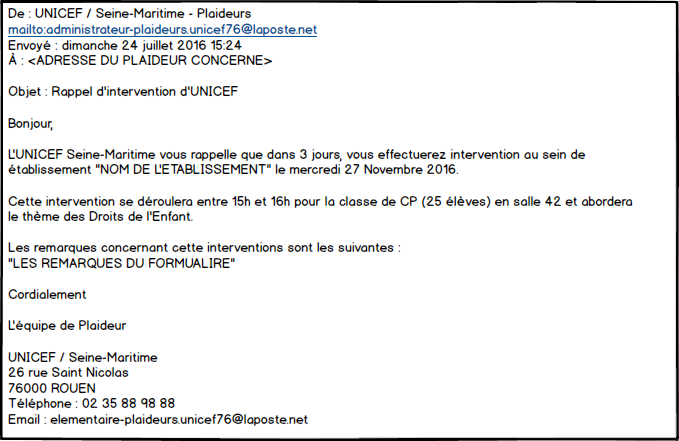 De : UNICEF / Seine-Maritime - Plaideurs
mailto:administrateur-plaideurs.unicef76@laposte.net
Envoyé : dimanche 24 juillet 2016 15:24
À : <ADRESSE DU PLAIDEUR CONCERNE>
Objet : Rappel d'intervention d'UNICEF
Bonjour,
L'UNICEF Seine-Maritime vous rappelle que dans 3 jours, vous effectuerez intervention au sein de
établissement "NOM DE L'ETABLISSEMENT" le mercredi 27 Novembre 2016.
Cette intervention se déroulera entre 15h et 16h pour la classe de CP (25 élèves) en salle 42 et abordera
le thème des Droits de l'Enfant.
Les remarques concernant cette interventions sont les suivantes :
"LES REMARQUES DU FORMUALIRE"
Cordialement
L'équipe de Plaideur
UNICEF / Seine-Maritime
26 rue Saint Nicolas
76000 ROUEN
Téléphone : 02 35 88 98 88
Email : elementaire-plaideurs.unicef76@laposte.net